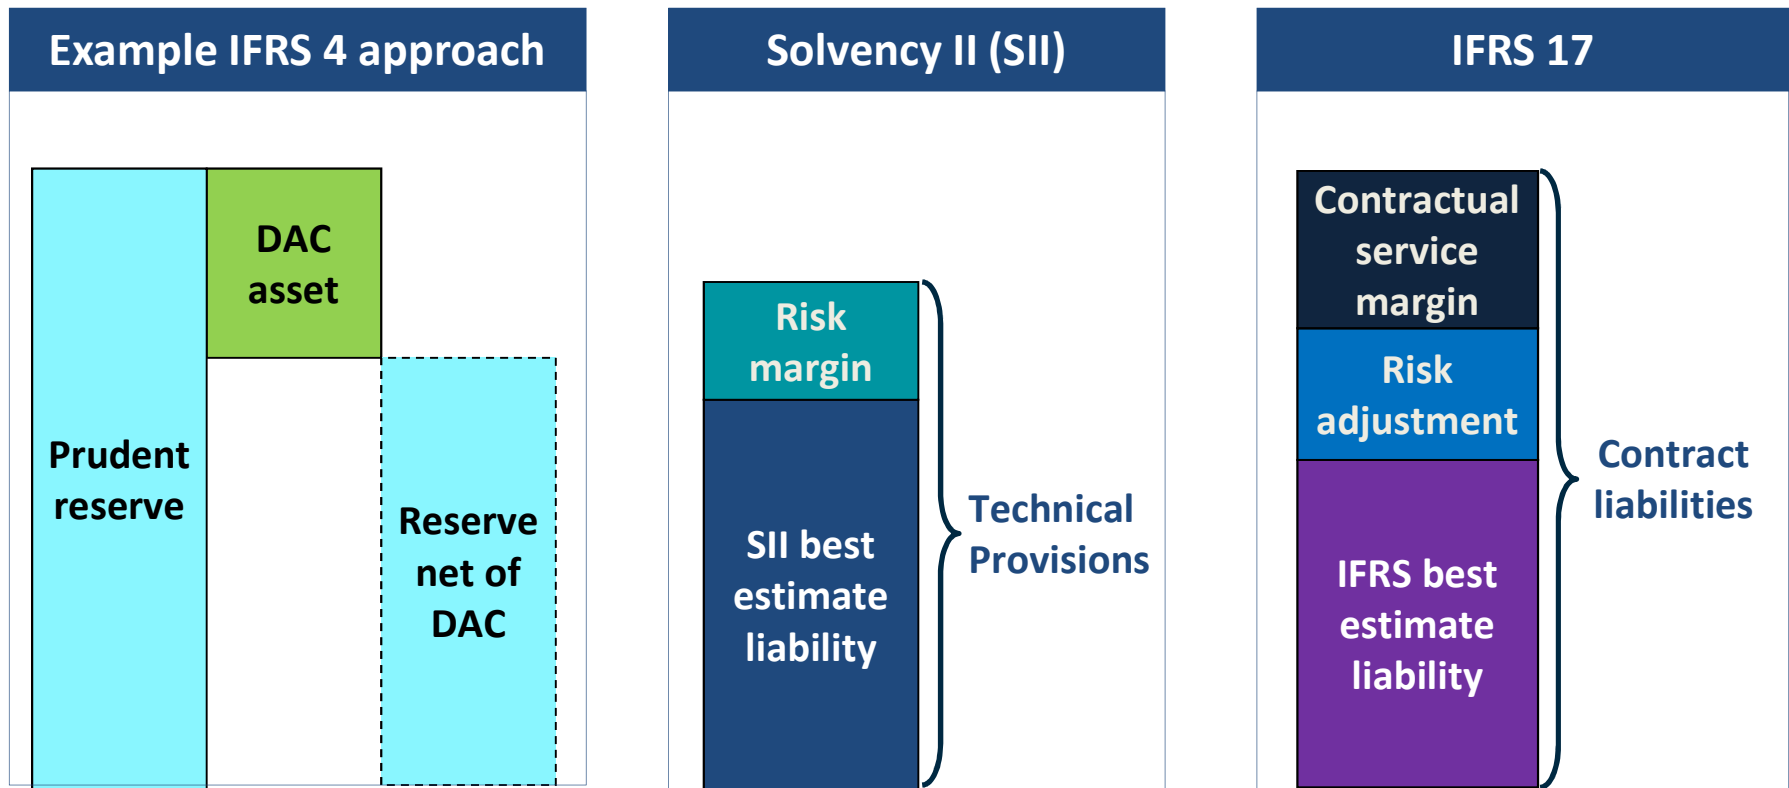 Example IFRS 4 approach
Prudent
reserve
DAC
asset
Reserve
net of
DAC
Solvency II (SII)
Risk
margin
SII best
estimate
liability
Technical
Provisions
IFRS 17
Contractual
service
margin
Risk
adjustment
IFRS best
estimate
liability
Contract
liabilities